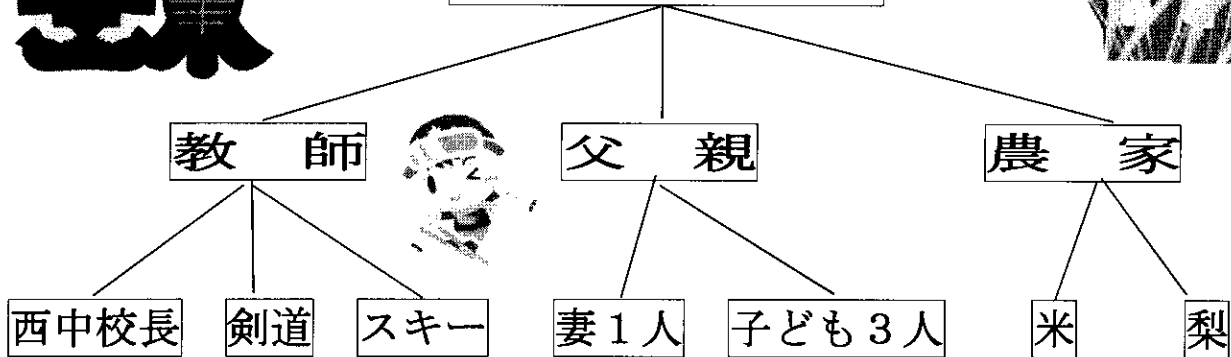 教　師　父　親　農　家
西中校長　剣道　スキー　妻１人　子ども３人　米　梨